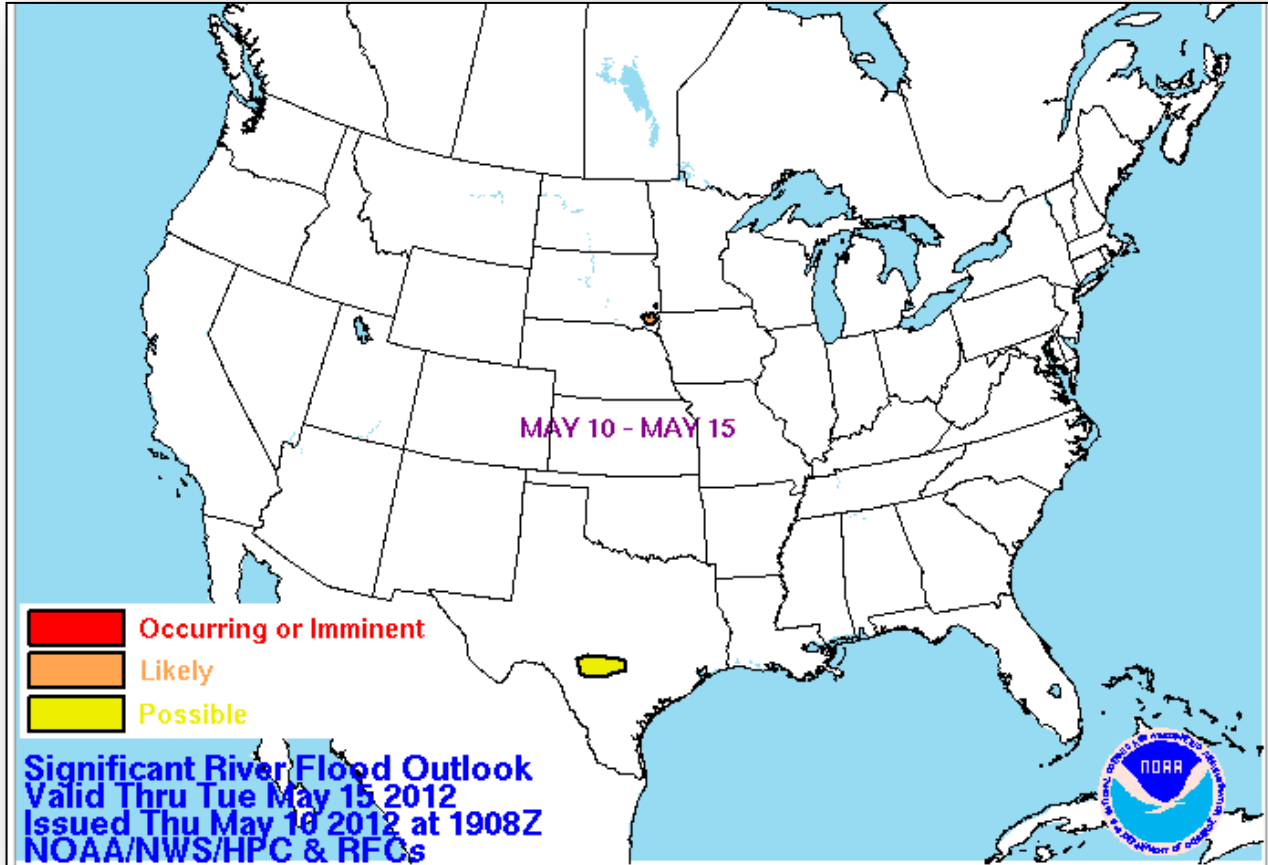 MAY 10 - MAY 15
Occurring or Imminent
Likely
Possible
Significant River Flood Outlook
Valid Thru Tue May 15 2012
Issued Thu May 10 2012 at 1908Z
NOAA/NWS/HPC & RFCs
NOAA